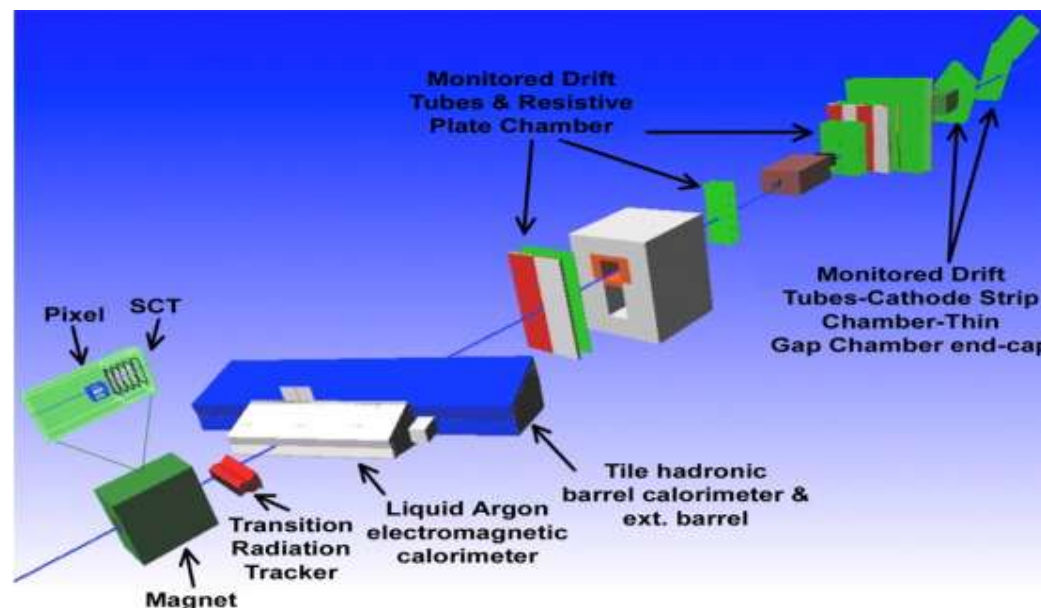 Monitored Drift
Tubes & Resistive
Plate Chamber
Monitored Drift
Tubes-Cathode Strip
Chamber-Thin
Gap Chamber end-cap
Pixel
SCT
Tile hadronic
barrel calorimeter &
ext. barrel
Liquid Argon
electromagnetic
calorimeter
Transition
Radiation
Tracker
Magnet